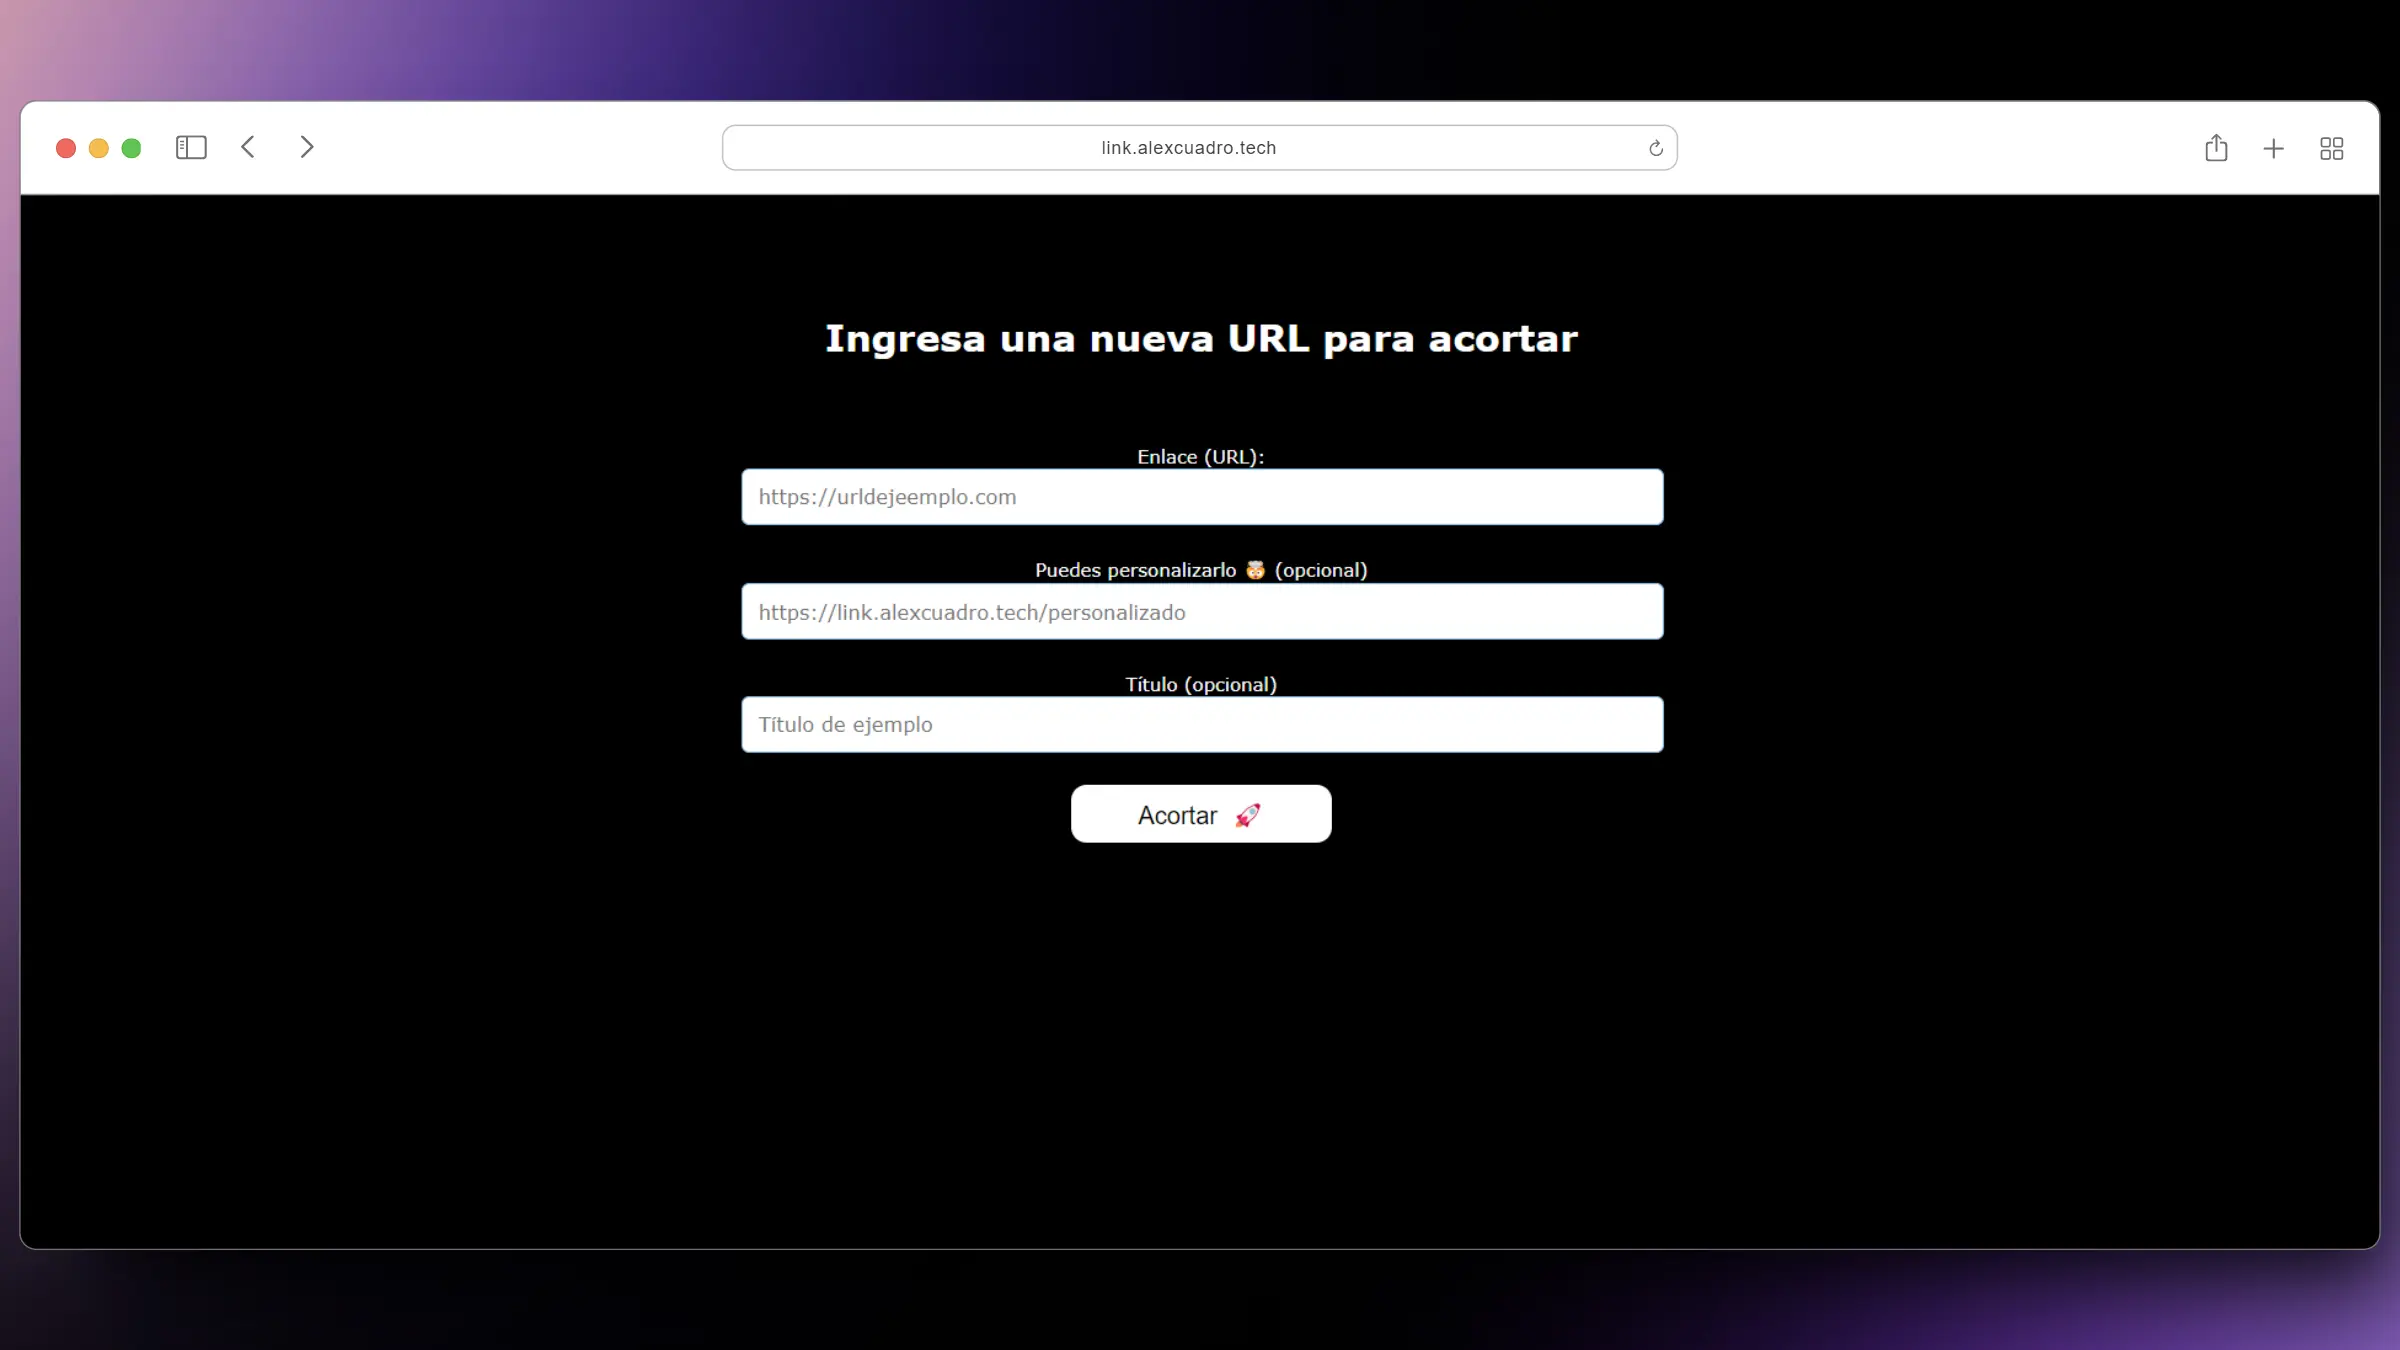 link.alexcuadro.tech
Ingresa una nueva URL para acortar
Enlace (URL):
https://urldejeemplo.com
Puedes personalizarlo 🤯 (opcional)
https://link.alexcuadro.tech/personalizado
Título (opcional)
Título de ejemplo
Acortar 🚀